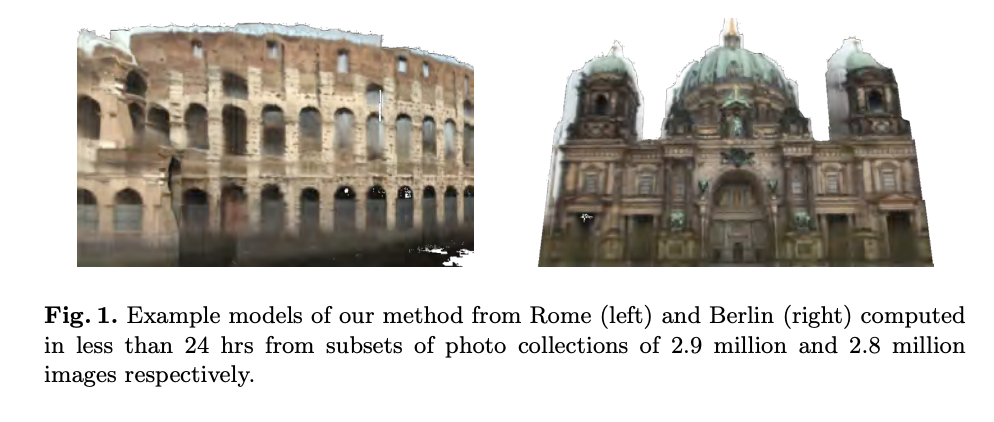 Fig. 1. Example models of our method from Rome (left) and Berlin (right) computed
in less than 24 hrs from subsets of photo collections of 2.9 million and 2.8 million
images respectively.